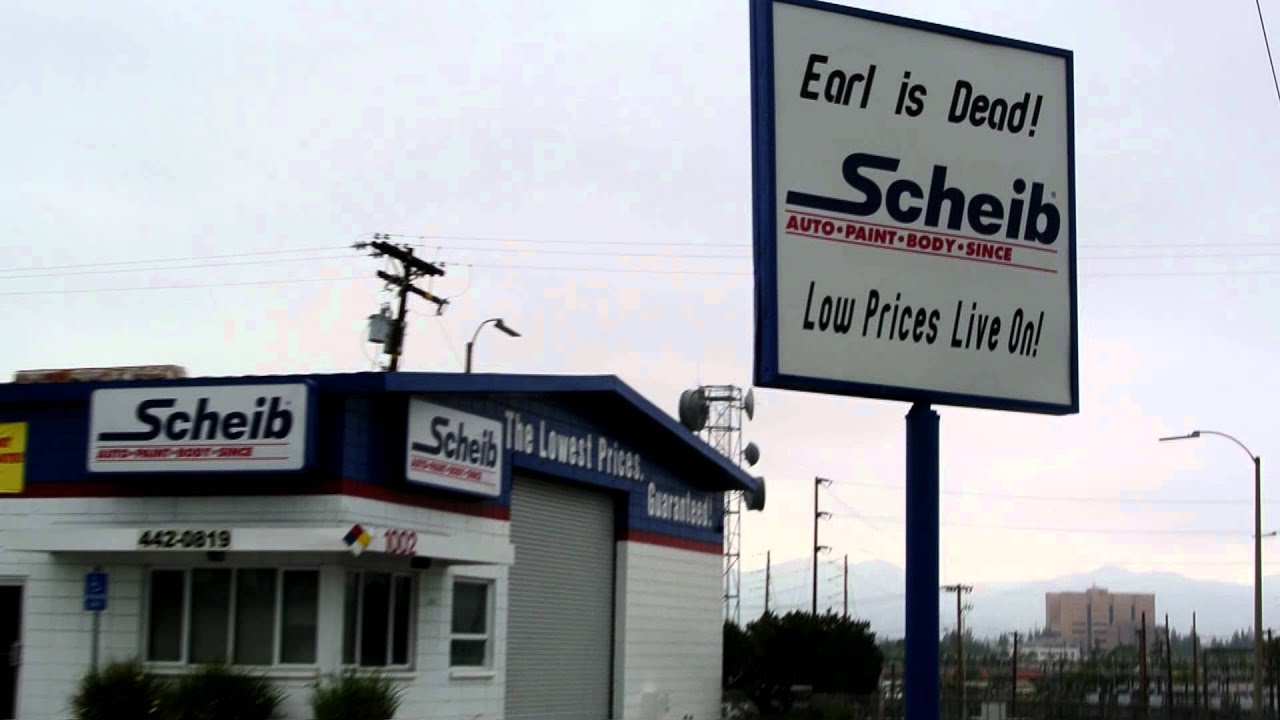 Earl is Dead!
Scheib®
AUTO•PAINT•BODY•SINCE
Low Prices Live On!
Scheib®
AUTO•PAINT•BODY•SINCE
Scheib®
AUTO•PAINT•BODY•SINCE
The Lowest Prices.
Guaranteed!
442-0819
1002